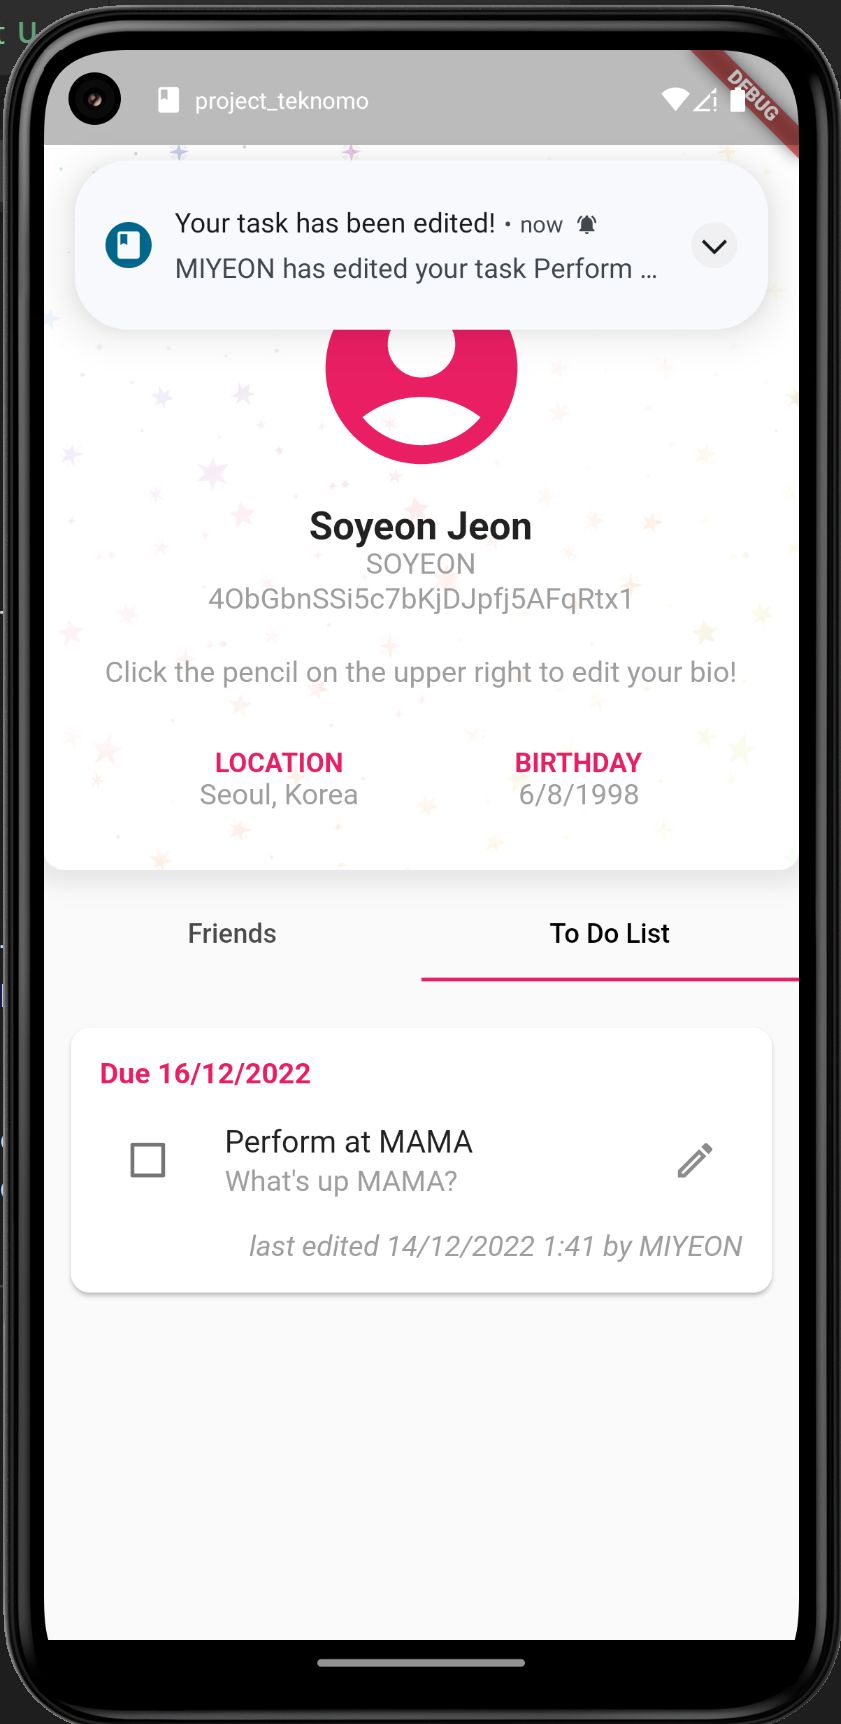 project_teknomo
DEBUG
Your task has been edited! • now
MIYEON has edited your task Perform ...
Soyeon Jeon
SOYEON
4ObGbnSSi5c7bKjDJpfj5AFqRtx1
Click the pencil on the upper right to edit your bio!
LOCATION
BIRTHDAY
Seoul, Korea
6/8/1998
Friends
To Do List
Due 16/12/2022
Perform at MAMA
What's up MAMA?
last edited 14/12/2022 1:41 by MIYEON